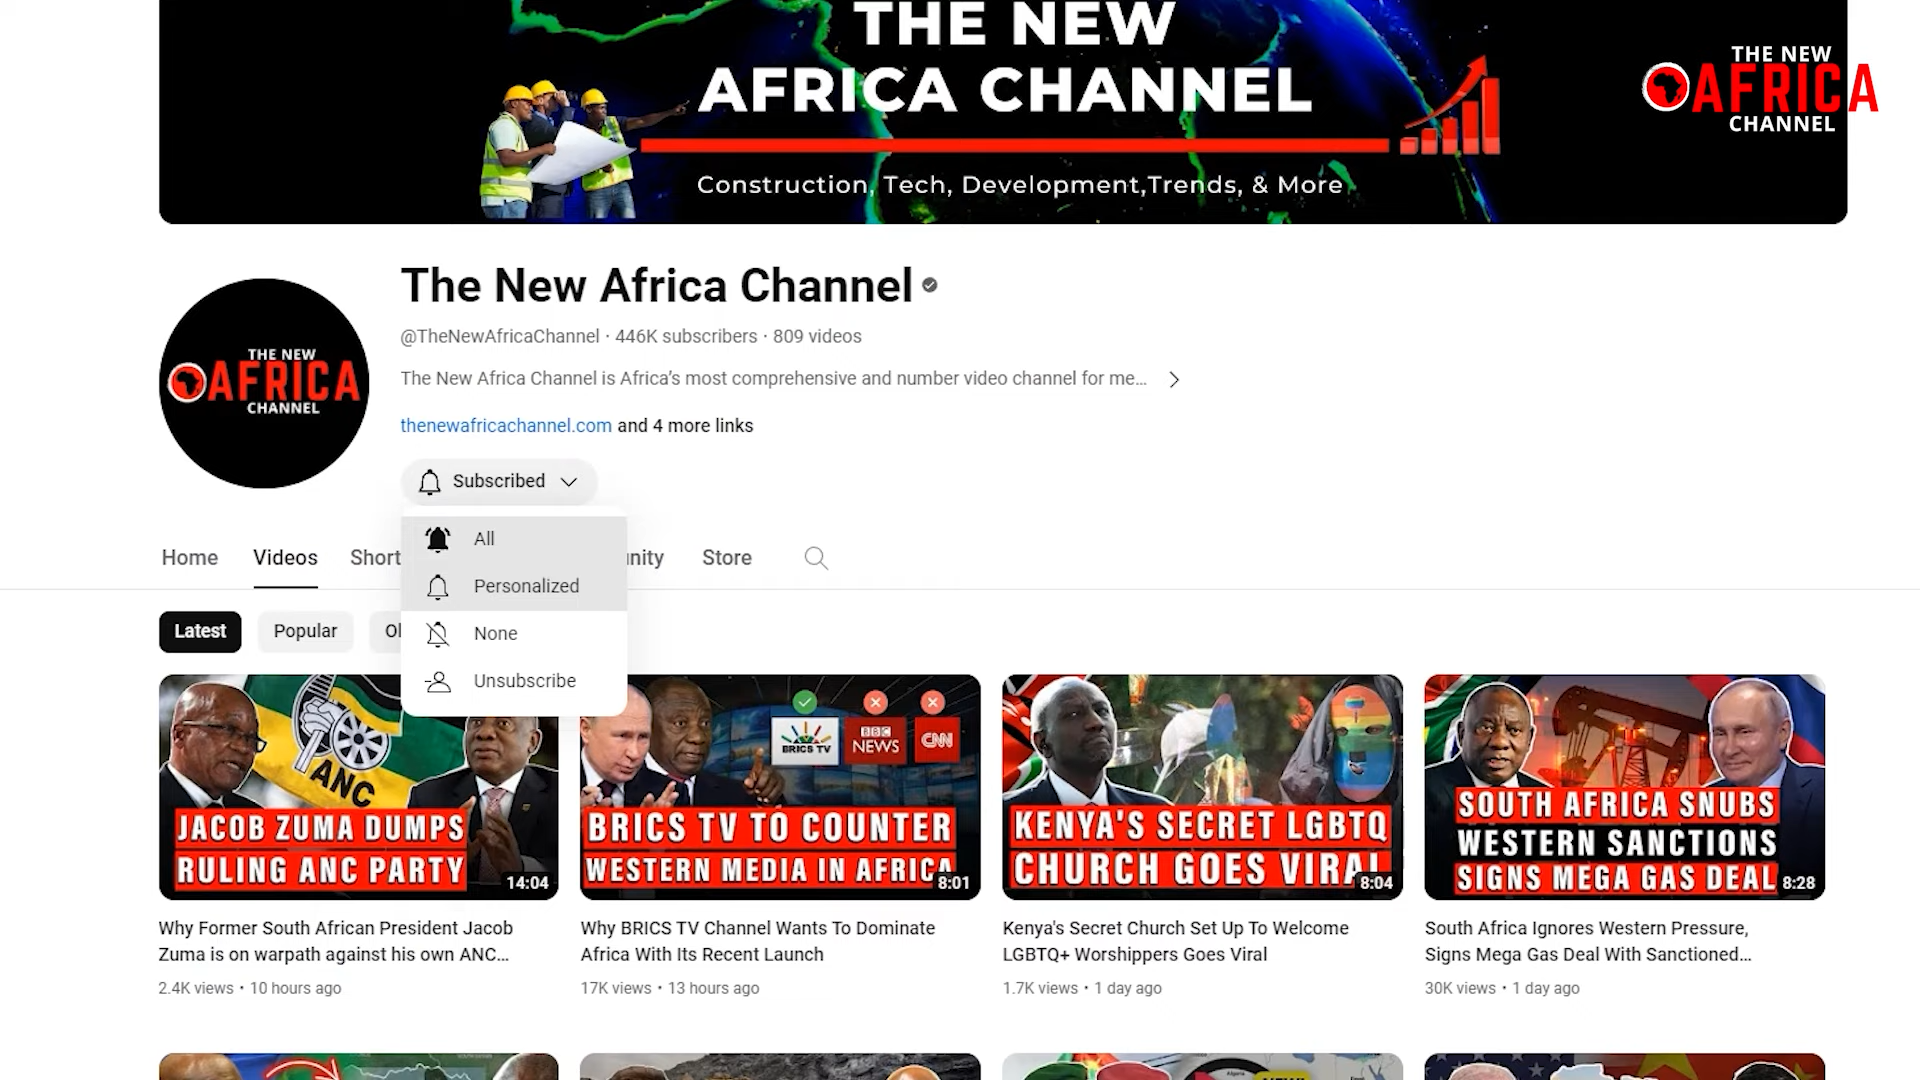 THE NEW
AFRICA CHANNEL
Construction, Tech, Development,Trends, & More
THE NEW
AFRICA
CHANNEL
THE NEW
AFRICA
CHANNEL
The New Africa Channel
@TheNewAfricaChannel · 446K subscribers · 809 videos
The New Africa Channel is Africa’s most comprehensive and number video channel for me...
thenewafricachannel.com and 4 more links
Subscribed
All
Personalized
None
Unsubscribe
Home Videos Short unity Store
Latest Popular Ol
ANC
JACOB ZUMA DUMPS
RULING ANC PARTY
14:04
BRICS TV
BBC
NEWS
CNN
BRICS TV TO COUNTER
WESTERN MEDIA IN AFRICA
8:01
KENYA'S SECRET LGBTQ
CHURCH GOES VIRAL
8:04
SOUTH AFRICA SNUBS
WESTERN SANCTIONS
SIGNS MEGA GAS DEAL
8:28
Why Former South African President Jacob
Zuma is on warpath against his own ANC...
2.4K views • 10 hours ago
Why BRICS TV Channel Wants To Dominate
Africa With Its Recent Launch
17K views • 13 hours ago
Kenya's Secret Church Set Up To Welcome
LGBTQ+ Worshippers Goes Viral
1.7K views • 1 day ago
South Africa Ignores Western Pressure,
Signs Mega Gas Deal With Sanctioned...
30K views • 1 day ago